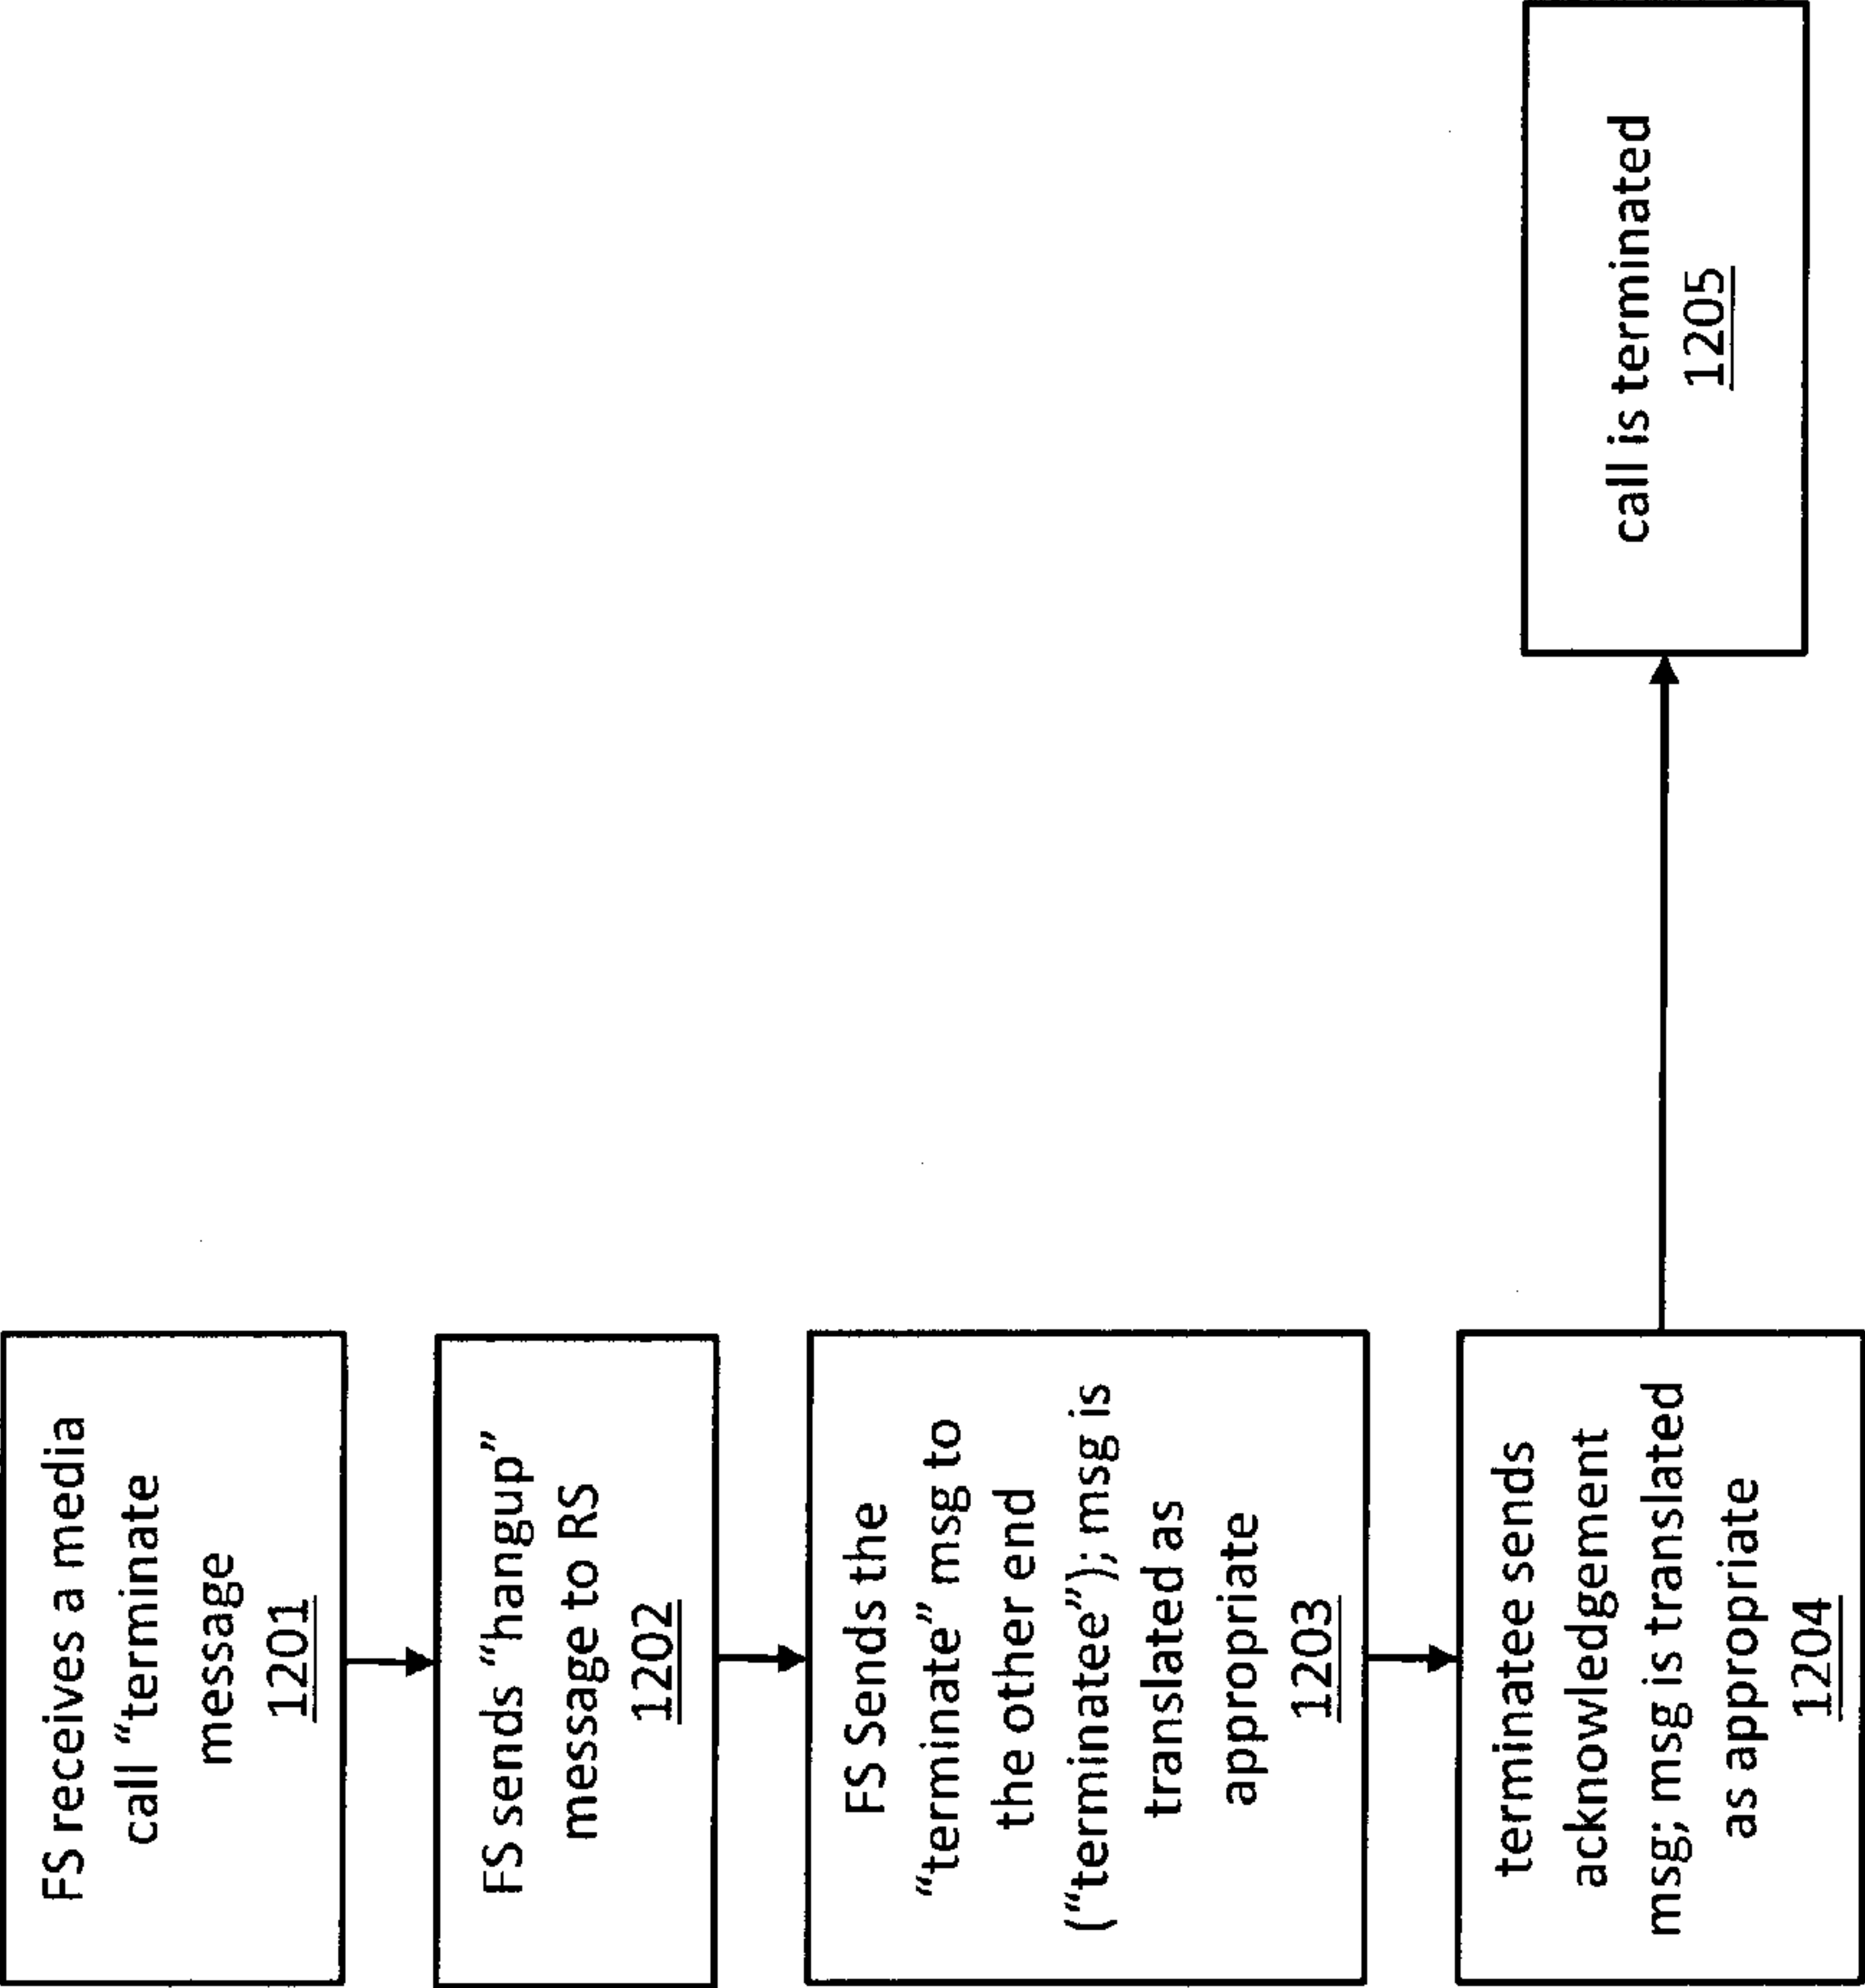 FS receives a media
call “terminate
message
1201
FS sends “hangup”
message to RS
1202
FS Sends the
“terminate” msg to
the other end
(“terminatee”); msg is
translated as
appropriate
1203
terminatee sends
acknowledgement
msg; msg is translated
as appropriate
1204
call is terminated
1205